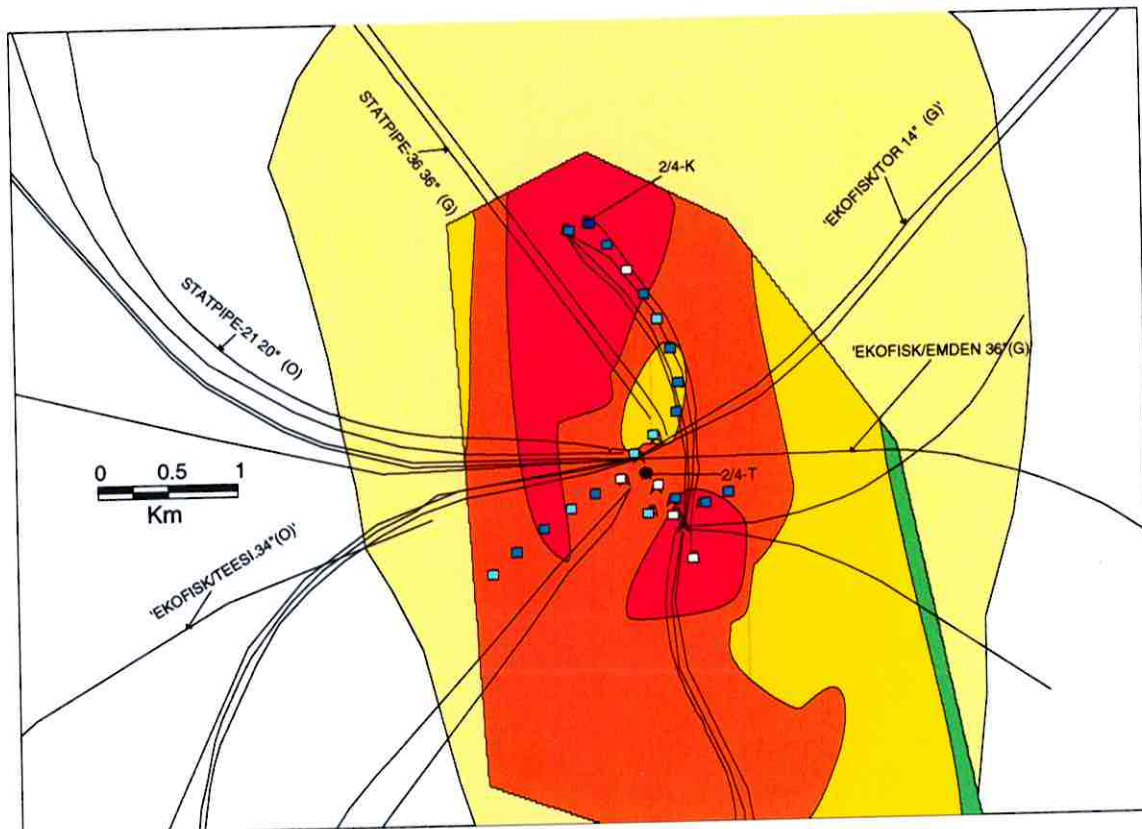 STATPIPE-36 36" (G)
2/4-K
'EKOFISK/TOR 14" (G)'
STATPIPE-21 20" (O)
'EKOFISK/EMDEN 36"(G)
0 0.5 1
Km
2/4-T
'EKOFISK/TEESI.34"(O)'